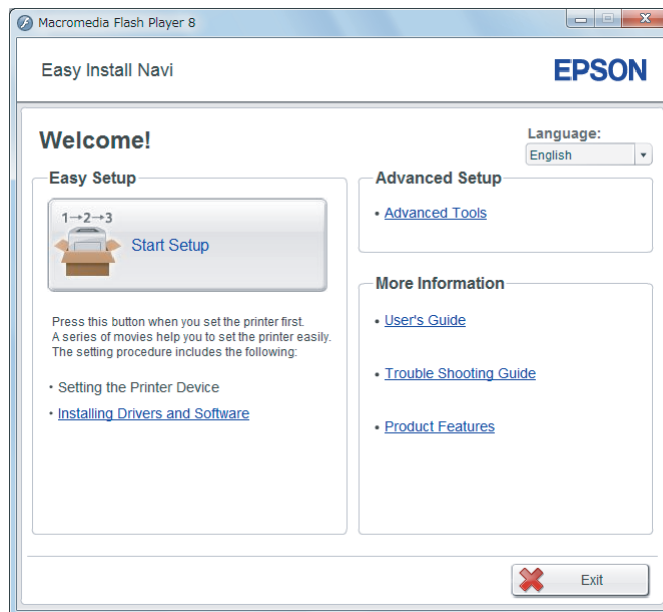 Macromedia Flash Player 8
Easy Install Navi
EPSON
Welcome!
Language:
English
Easy Setup
1→2→3
Start Setup
Press this button when you set the printer first.
A series of movies help you to set the printer easily.
The setting procedure includes the following:
• Setting the Printer Device
• Installing Drivers and Software
Advanced Setup
• Advanced Tools
More Information
• User's Guide
• Trouble Shooting Guide
• Product Features
Exit